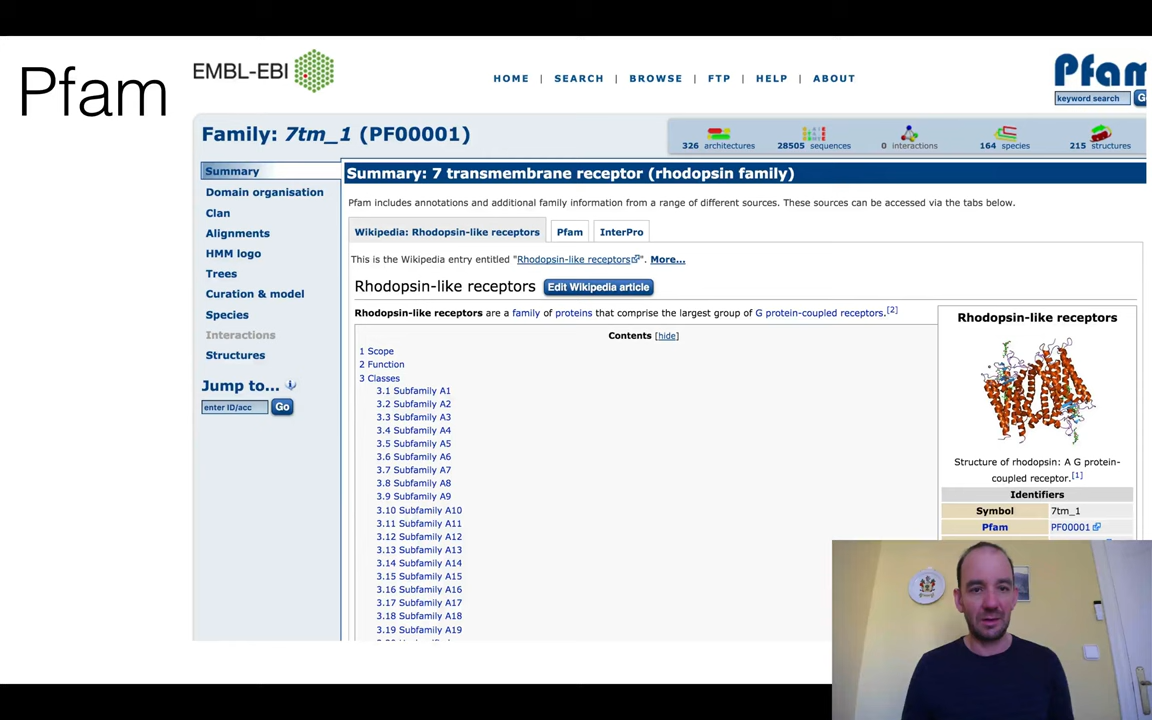 Pfam
EMBL-EBI
HOME | SEARCH | BROWSE | FTP | HELP | ABOUT
keyword search
Family: 7tm_1 (PF00001)
326 architectures
28505 sequences
0 interactions
164 species
215 structures
Summary
Domain organisation
Clan
Alignments
HMM logo
Trees
Curation & model
Species
Interactions
Structures
Jump to...
enter ID/acc
Go
Summary: 7 transmembrane receptor (rhodopsin family)
Pfam includes annotations and additional family information from a range of different sources. These sources can be accessed via the tabs below.
Wikipedia: Rhodopsin-like receptors
Pfam
InterPro
This is the Wikipedia entry entitled "Rhodopsin-like receptors". More...
Rhodopsin-like receptors
Edit Wikipedia article
Rhodopsin-like receptors are a family of proteins that comprise the largest group of G protein-coupled receptors.[2]
Contents [hide]
1 Scope
2 Function
3 Classes
3.1 Subfamily A1
3.2 Subfamily A2
3.3 Subfamily A3
3.4 Subfamily A4
3.5 Subfamily A5
3.6 Subfamily A6
3.7 Subfamily A7
3.8 Subfamily A8
3.9 Subfamily A9
3.10 Subfamily A10
3.11 Subfamily A11
3.12 Subfamily A12
3.13 Subfamily A13
3.14 Subfamily A14
3.15 Subfamily A15
3.16 Subfamily A16
3.17 Subfamily A17
3.18 Subfamily A18
3.19 Subfamily A19
Rhodopsin-like receptors
Structure of rhodopsin: A G protein-
coupled receptor.[1]
Identifiers
Symbol 7tm_1
Pfam PF00001